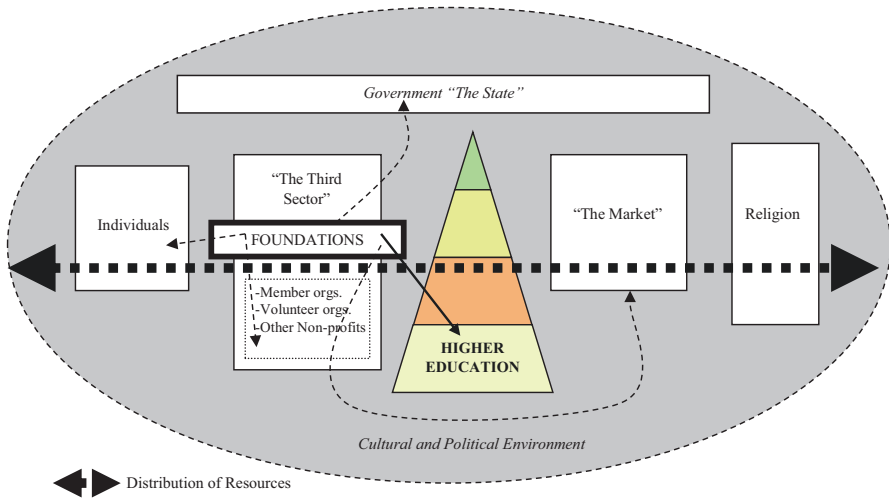 Government “The State”
Individuals
“The Third
Sector”
FOUNDATIONS
-Member orgs.
-Volunteer orgs.
-Other Non-profits
HIGHER
EDUCATION
“The Market”
Religion
Cultural and Political Environment
Distribution of Resources